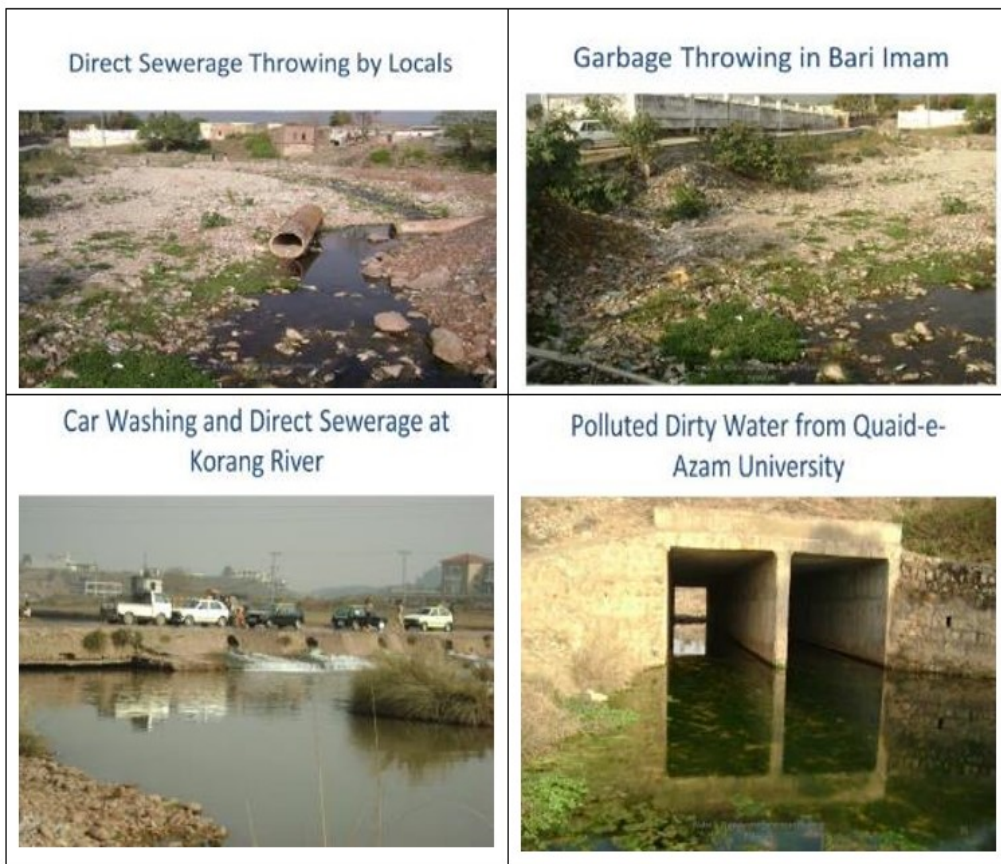 Direct Sewerage Throwing by Locals
Garbage Throwing in Bari Imam
Car Washing and Direct Sewerage at
Korang River
Polluted Dirty Water from Quaid-e-
Azam University